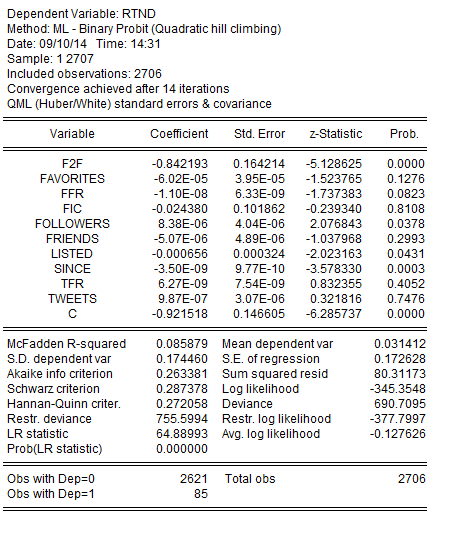 Dependent Variable: RTND
Method: ML - Binary Probit (Quadratic hill climbing)
Date: 09/10/14 Time: 14:31
Sample: 1 2707
Included observations: 2706
Convergence achieved after 14 iterations
QML (Huber/White) standard errors & covariance
Variable Coefficient Std. Error z-Statistic Prob.
F2F -0.842193 0.164214 -5.128625 0.0000
FAVORITES -6.02E-05 3.95E-05 -1.523765 0.1276
FFR -1.10E-08 6.33E-09 -1.737383 0.0823
FIC -0.024380 0.101862 -0.239340 0.8108
FOLLOWERS 8.38E-06 4.04E-06 2.076843 0.0378
FRIENDS -5.07E-06 4.89E-06 -1.037968 0.2993
LISTED -0.000656 0.000324 -2.023163 0.0431
SINCE -3.50E-09 9.77E-10 -3.578330 0.0003
TFR 6.27E-09 7.54E-09 0.832355 0.4052
TWEETS 9.87E-07 3.07E-06 0.321816 0.7476
C -0.921518 0.146605 -6.285737 0.0000
McFadden R-squared 0.085879 Mean dependent var 0.031412
S.D. dependent var 0.174460 S.E. of regression 0.172628
Akaike info criterion 0.263381 Sum squared resid 80.31173
Schwarz criterion 0.287378 Log likelihood -345.3548
Hannan-Quinn criter. 0.272058 Deviance 690.7095
Restr. deviance 755.5994 Restr. log likelihood -377.7997
LR statistic 64.88993 Avg. log likelihood -0.127626
Prob(LR statistic) 0.000000
Obs with Dep=0 2621 Total obs 2706
Obs with Dep=1 85